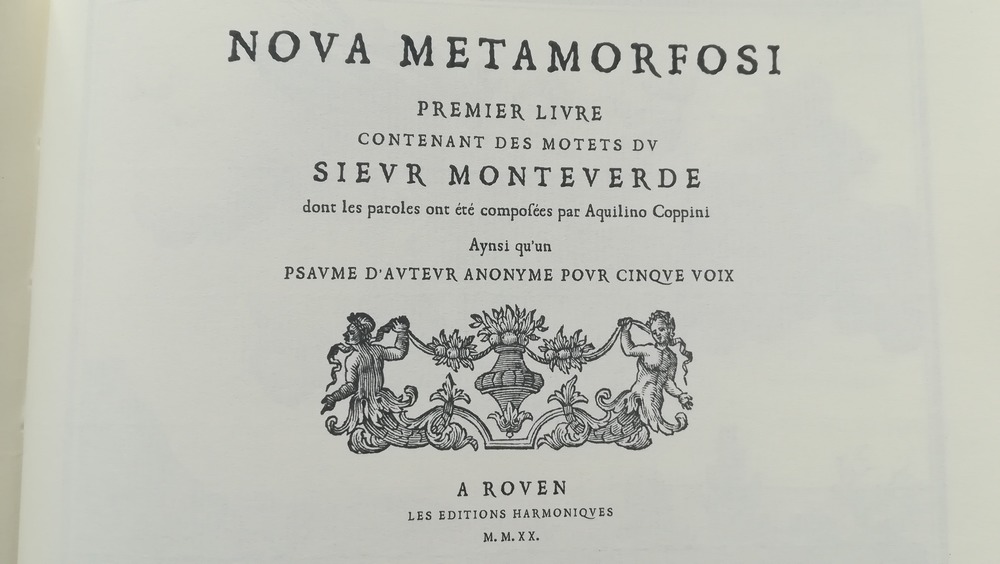 NOVA METAMORFOSI
PREMIER LIVRE
CONTENANT DES MOTETS DV
SIEVR MONTEVERDE
dont les paroles ont été compoſées par Aquilino Coppini
Aynsi qu'un
PSAVME D'AVTEVR ANONYME POVR CINQVE VOIX
A ROVEN
LES EDITIONS HARMONIQVES
M. M. XX.